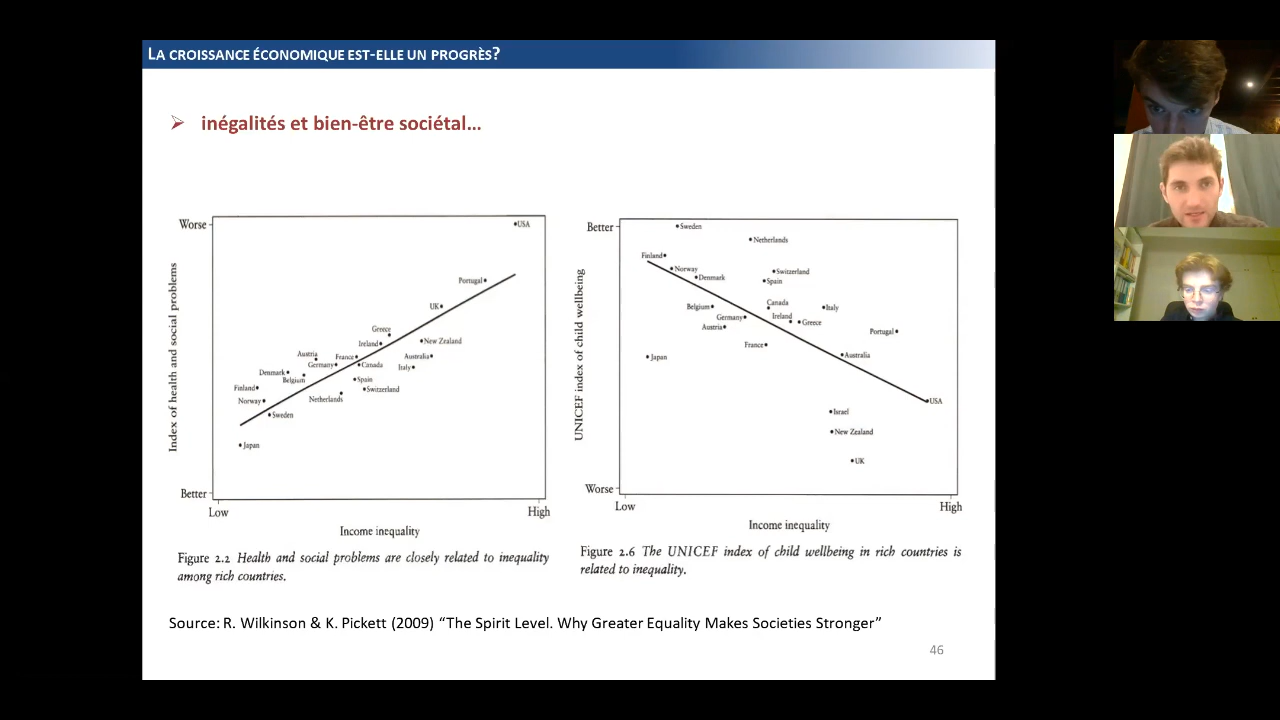 LA CROISSANCE ÉCONOMIQUE EST-ELLE UN PROGRÈS?
inégalités et bien-être sociétal…
Worse
Index of health and social problems
Better
Low
High
Income inequality
USA
Portugal
UK
Greece
Ireland
New Zealand
Austria
France
Australia
Germany
Canada
Italy
Denmark
Belgium
Spain
Finland
Switzerland
Norway
Netherlands
Sweden
Japan
Figure 2.2 Health and social problems are closely related to inequality
among rich countries.
Better
UNICEF index of child wellbeing
Worse
Low
High
Income inequality
Sweden
Netherlands
Finland
Norway
Denmark
Switzerland
Spain
Belgium
Canada
Italy
Germany
Ireland
Greece
Austria
Portugal
France
Japan
Australia
USA
Israel
New Zealand
UK
Figure 2.6 The UNICEF index of child wellbeing in rich countries is
related to inequality.
Source: R. Wilkinson & K. Pickett (2009) “The Spirit Level. Why Greater Equality Makes Societies Stronger”
46